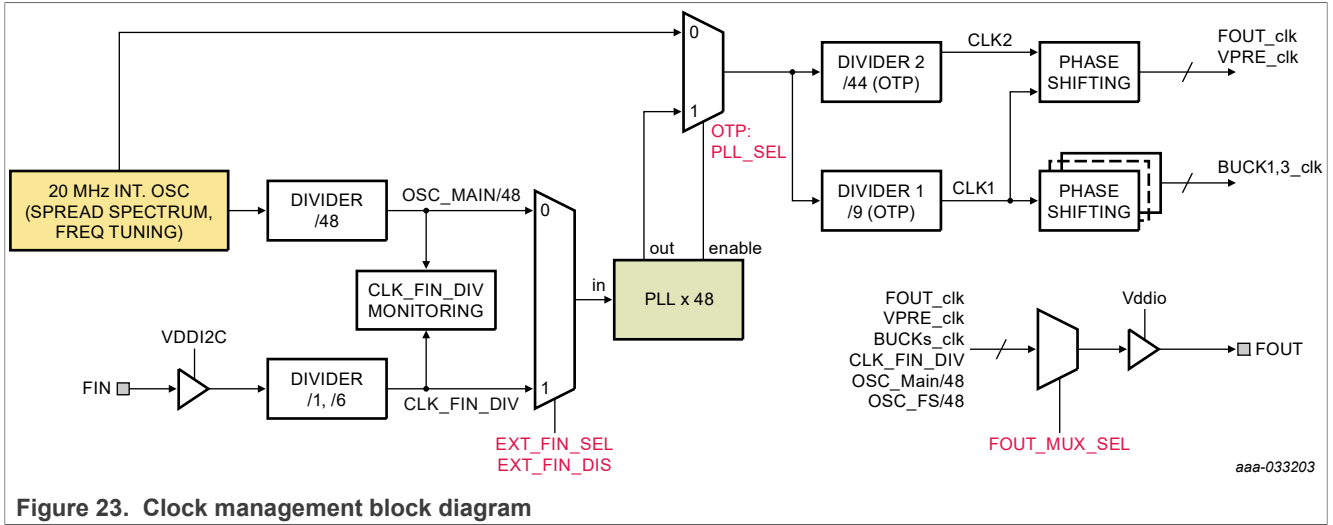 0
1
OTP:
PLL_SEL
DIVIDER 2
/44 (OTP)
CLK2
PHASE
SHIFTING
FOUT_clk
VPRE_clk
DIVIDER 1
/9 (OTP)
CLK1
PHASE
SHIFTING
BUCK1,3_clk
20 MHz INT. OSC
(SPREAD SPECTRUM,
FREQ TUNING)
DIVIDER
/48
OSC_MAIN/48
0
1
CLK_FIN_DIV
MONITORING
in
out
enable
PLL x 48
VDDI2C
FIN
DIVIDER
/1, /6
CLK_FIN_DIV
EXT_FIN_SEL
EXT_FIN_DIS
FOUT_clk
VPRE_clk
BUCKs_clk
CLK_FIN_DIV
OSC_Main/48
OSC_FS/48
FOUT_MUX_SEL
Vddio
FOUT
aaa-033203
Figure 23. Clock management block diagram